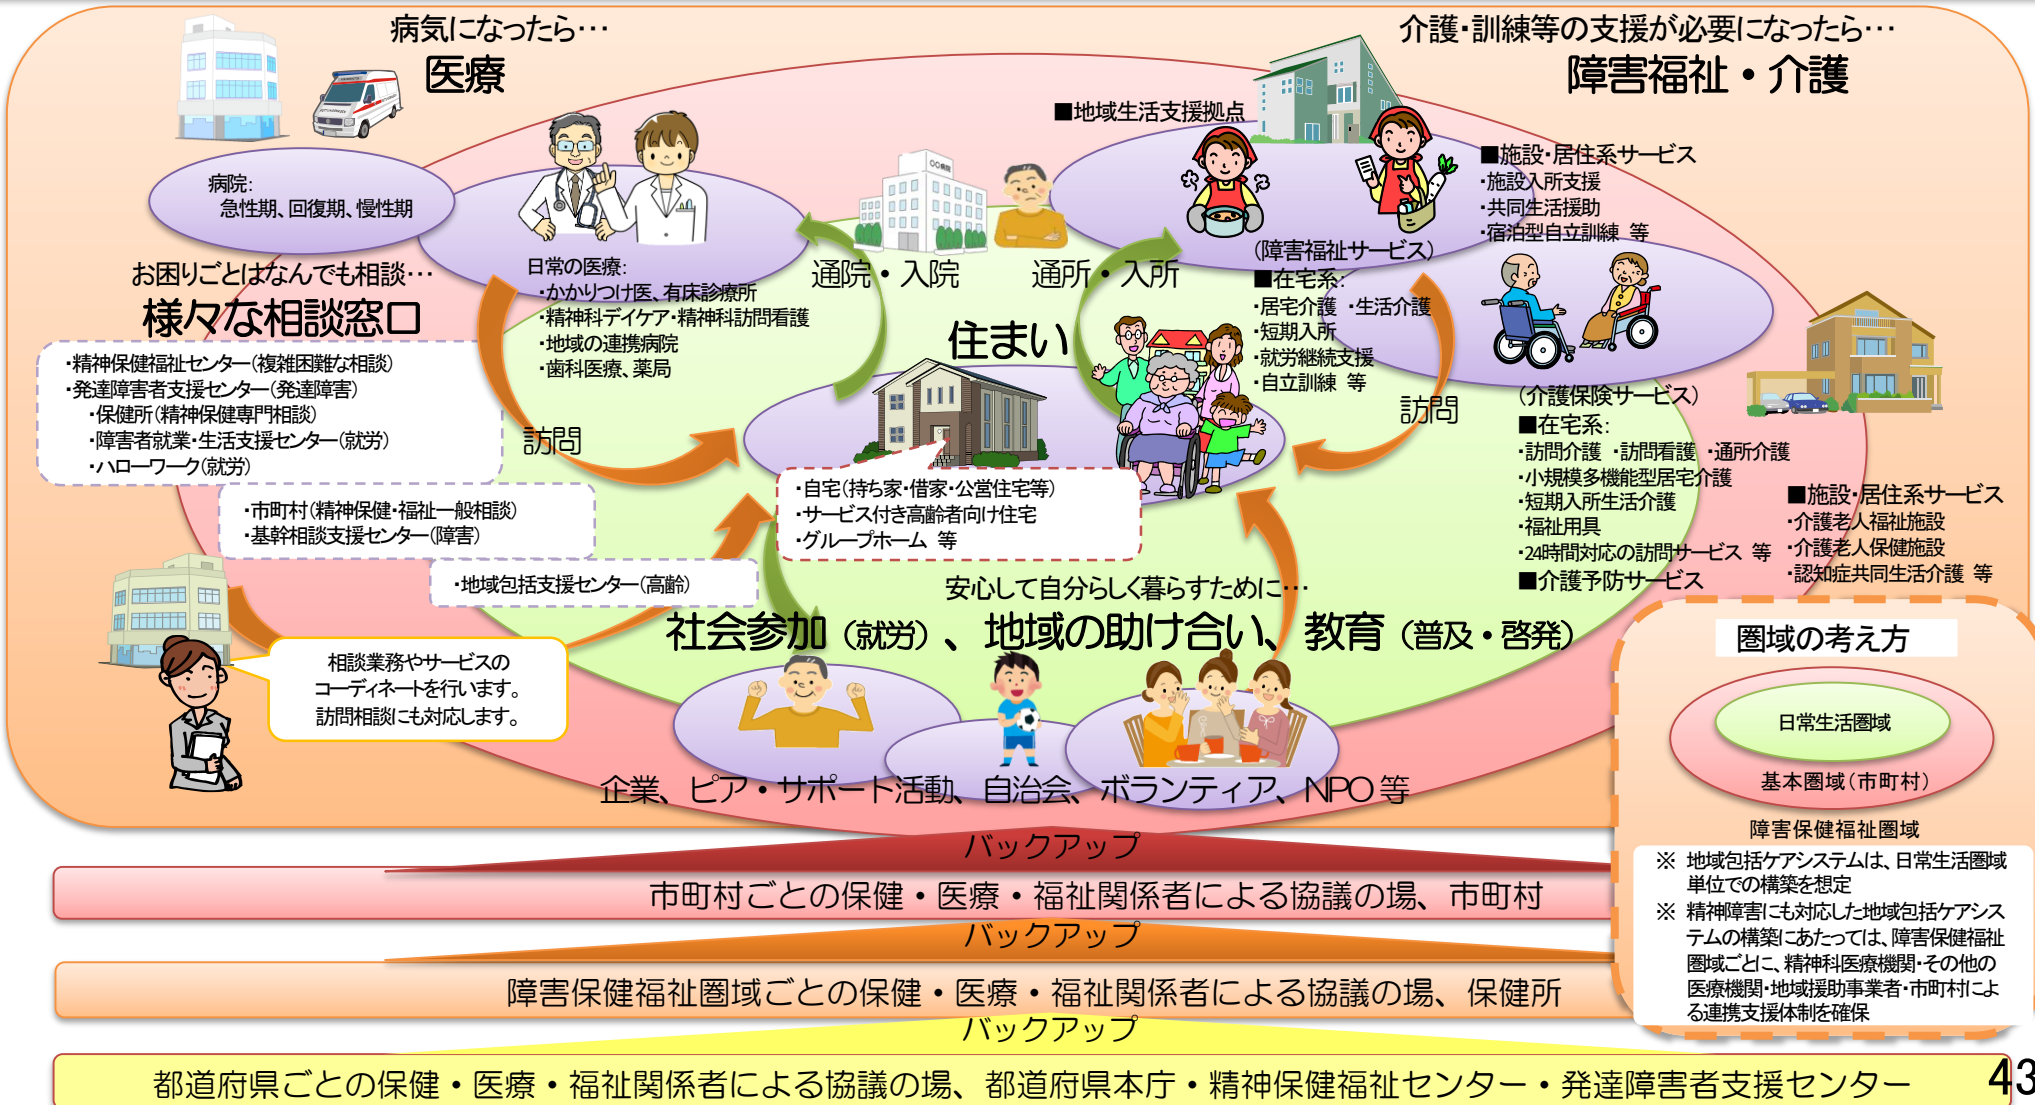 病気になったら…
医療
介護・訓練等の支援が必要になったら…
障害福祉・介護
病院:
急性期、回復期、慢性期
日常の医療:
・かかりつけ医、有床診療所
・精神科デイケア・精神科訪問看護
・地域の連携病院
・歯科医療、薬局
○○病院
通院・入院
通所・入所
■地域生活支援拠点
■施設・居住系サービス
・施設入所支援
・共同生活援助
・宿泊型自立訓練 等
(障害福祉サービス)
■在宅系:
・居宅介護 ・生活介護
・短期入所
・就労継続支援
・自立訓練 等
お困りごとはなんでも相談…
様々な相談窓口
・精神保健福祉センター(複雑困難な相談)
・発達障害者支援センター(発達障害)
・保健所(精神保健専門相談)
・障害者就業・生活支援センター(就労)
・ハローワーク(就労)
・市町村(精神保健・福祉一般相談)
・基幹相談支援センター(障害)
・地域包括支援センター(高齢)
訪問
住まい
・自宅(持ち家・借家・公営住宅等)
・サービス付き高齢者向け住宅
・グループホーム 等
訪問
(介護保険サービス)
■在宅系:
・訪問介護 ・訪問看護 ・通所介護
・小規模多機能型居宅介護
・短期入所生活介護
・福祉用具
・24時間対応の訪問サービス 等
■介護予防サービス
■施設・居住系サービス
・介護老人福祉施設
・介護老人保健施設
・認知症共同生活介護 等
相談業務やサービスの
コーディネートを行います。
訪問相談にも対応します。
安心して自分らしく暮らすために…
社会参加(就労)、地域の助け合い、教育(普及・啓発)
企業、ピア・サポート活動、自治会、ボランティア、NPO等
圏域の考え方
日常生活圏域
基本圏域(市町村)
障害保健福祉圏域
※ 地域包括ケアシステムは、日常生活圏域
単位での構築を想定
※ 精神障害にも対応した地域包括ケアシス
テムの構築にあたっては、障害保健福祉
圏域ごとに、精神科医療機関・その他の
医療機関・地域援助事業者・市町村によ
る連携支援体制を確保
バックアップ
市町村ごとの保健・医療・福祉関係者による協議の場、市町村
バックアップ
障害保健福祉圏域ごとの保健・医療・福祉関係者による協議の場、保健所
バックアップ
都道府県ごとの保健・医療・福祉関係者による協議の場、都道府県本庁・精神保健福祉センター・発達障害者支援センター
43